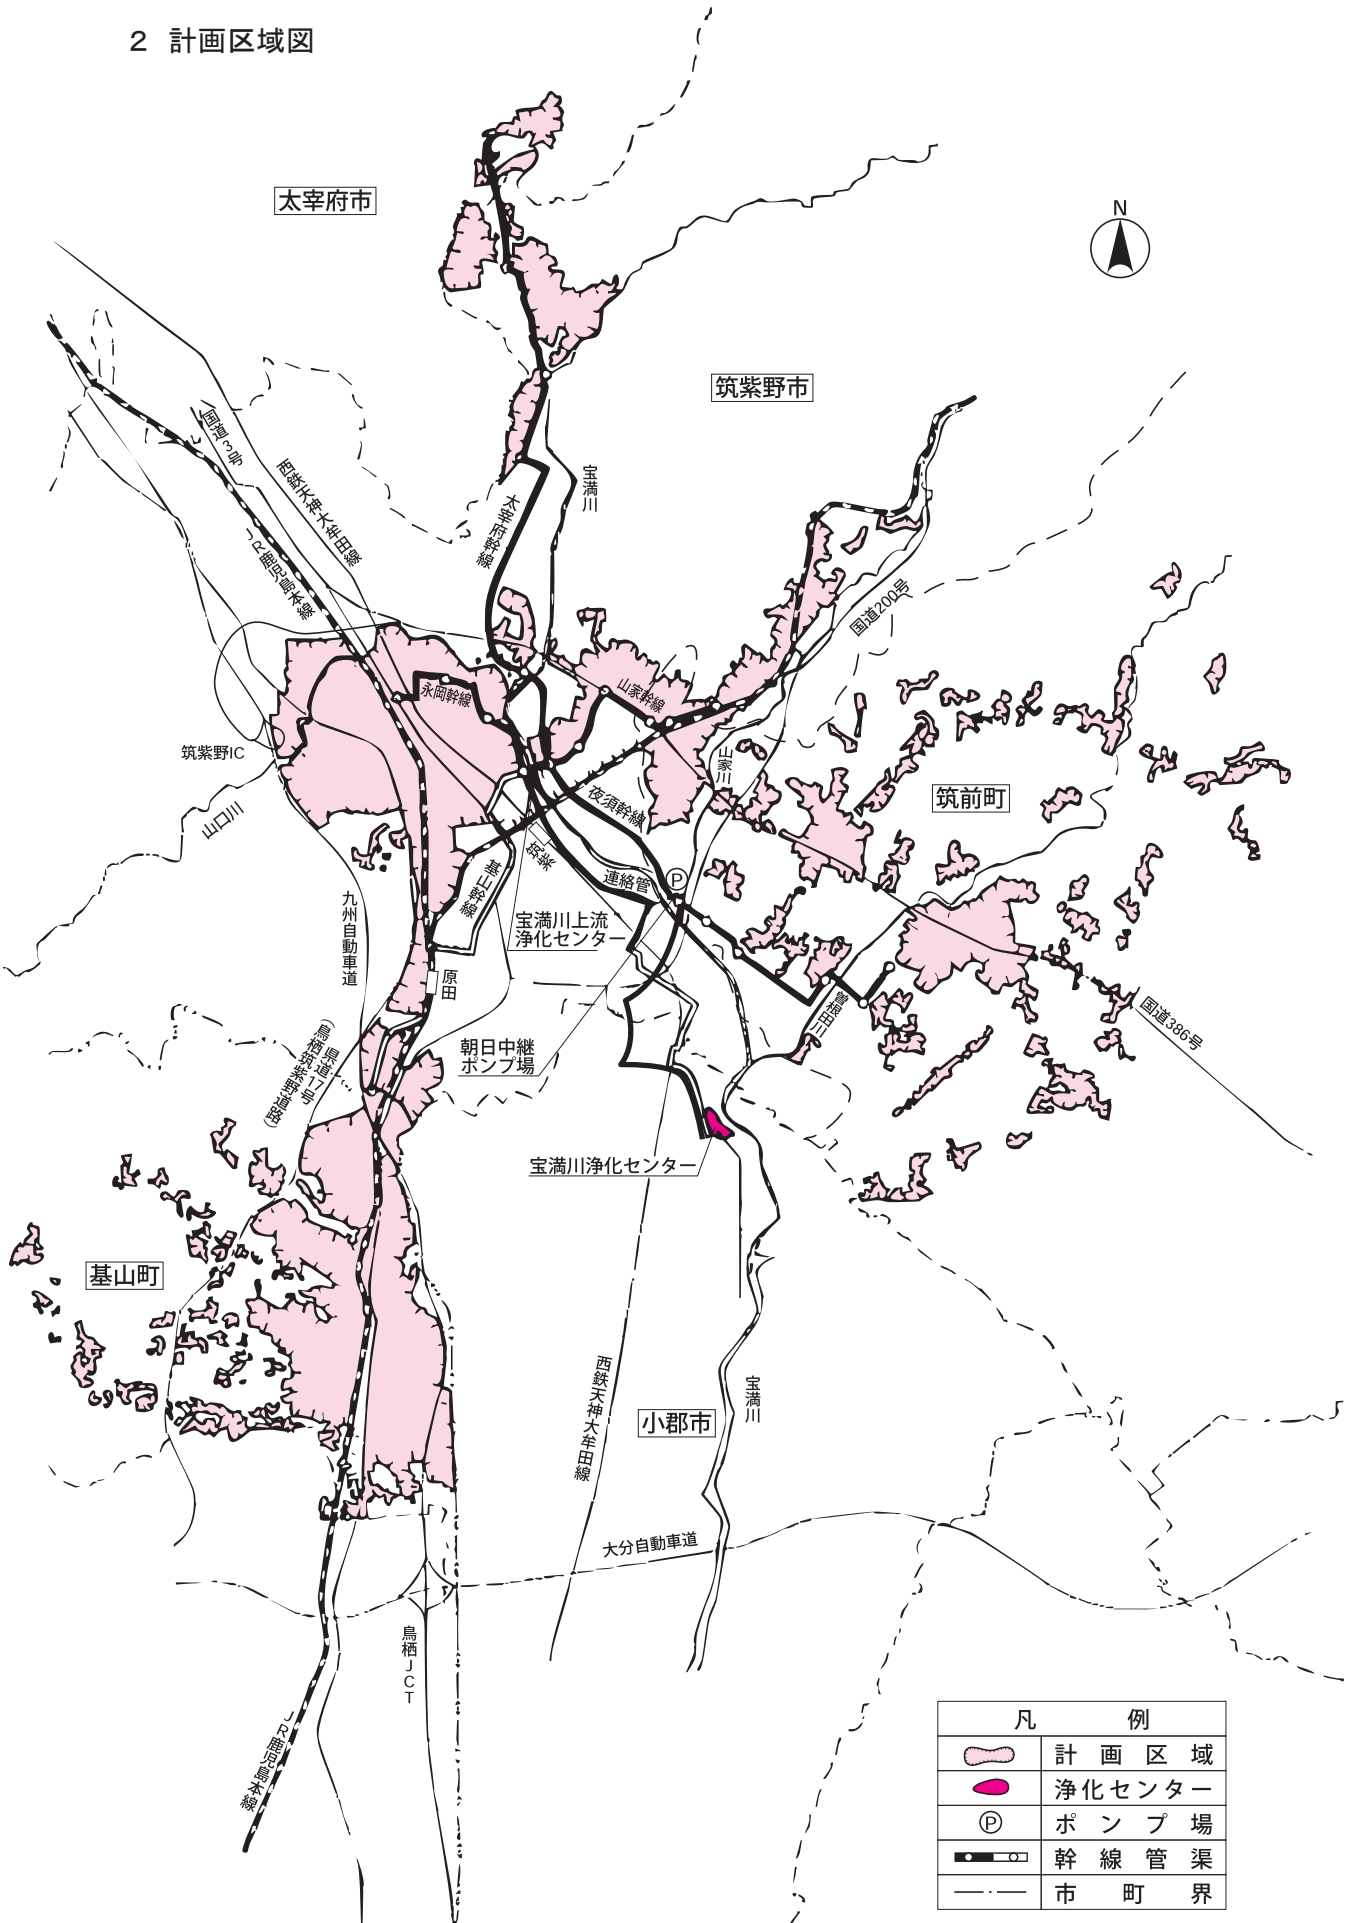 2 計画区域図
太宰府市
N
筑紫野市
国道3号
西鉄天神大牟田線
JR鹿児島本線
太宰府幹線
宝満川
国道200号
永岡幹線
山家幹線
筑紫野IC
山口川
山家川
夜須幹線
筑前町
筑紫
基山幹線
連絡管
P
九州自動車道
宝満川上流
浄化センター
原田
曽根田川
国道386号
県道17号
(鳥栖筑紫野道路)
朝日中継
ポンプ場
宝満川浄化センター
基山町
西鉄天神大牟田線
小郡市
宝満川
大分自動車道
鳥栖JCT
JR鹿児島本線
凡例
計画区域
浄化センター
P ポンプ場
幹線管渠
市町界